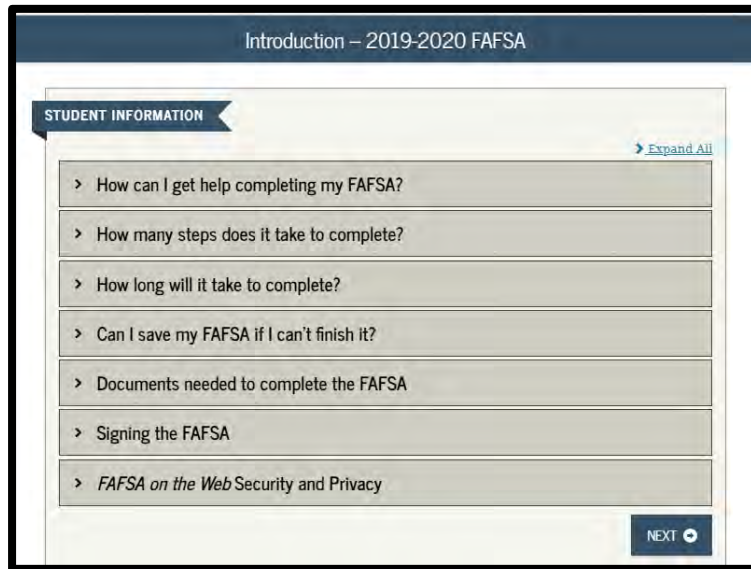 Introduction – 2019-2020 FAFSA
STUDENT INFORMATION
Expand All
How can I get help completing my FAFSA?
How many steps does it take to complete?
How long will it take to complete?
Can I save my FAFSA if I can't finish it?
Documents needed to complete the FAFSA
Signing the FAFSA
FAFSA on the Web Security and Privacy
NEXT